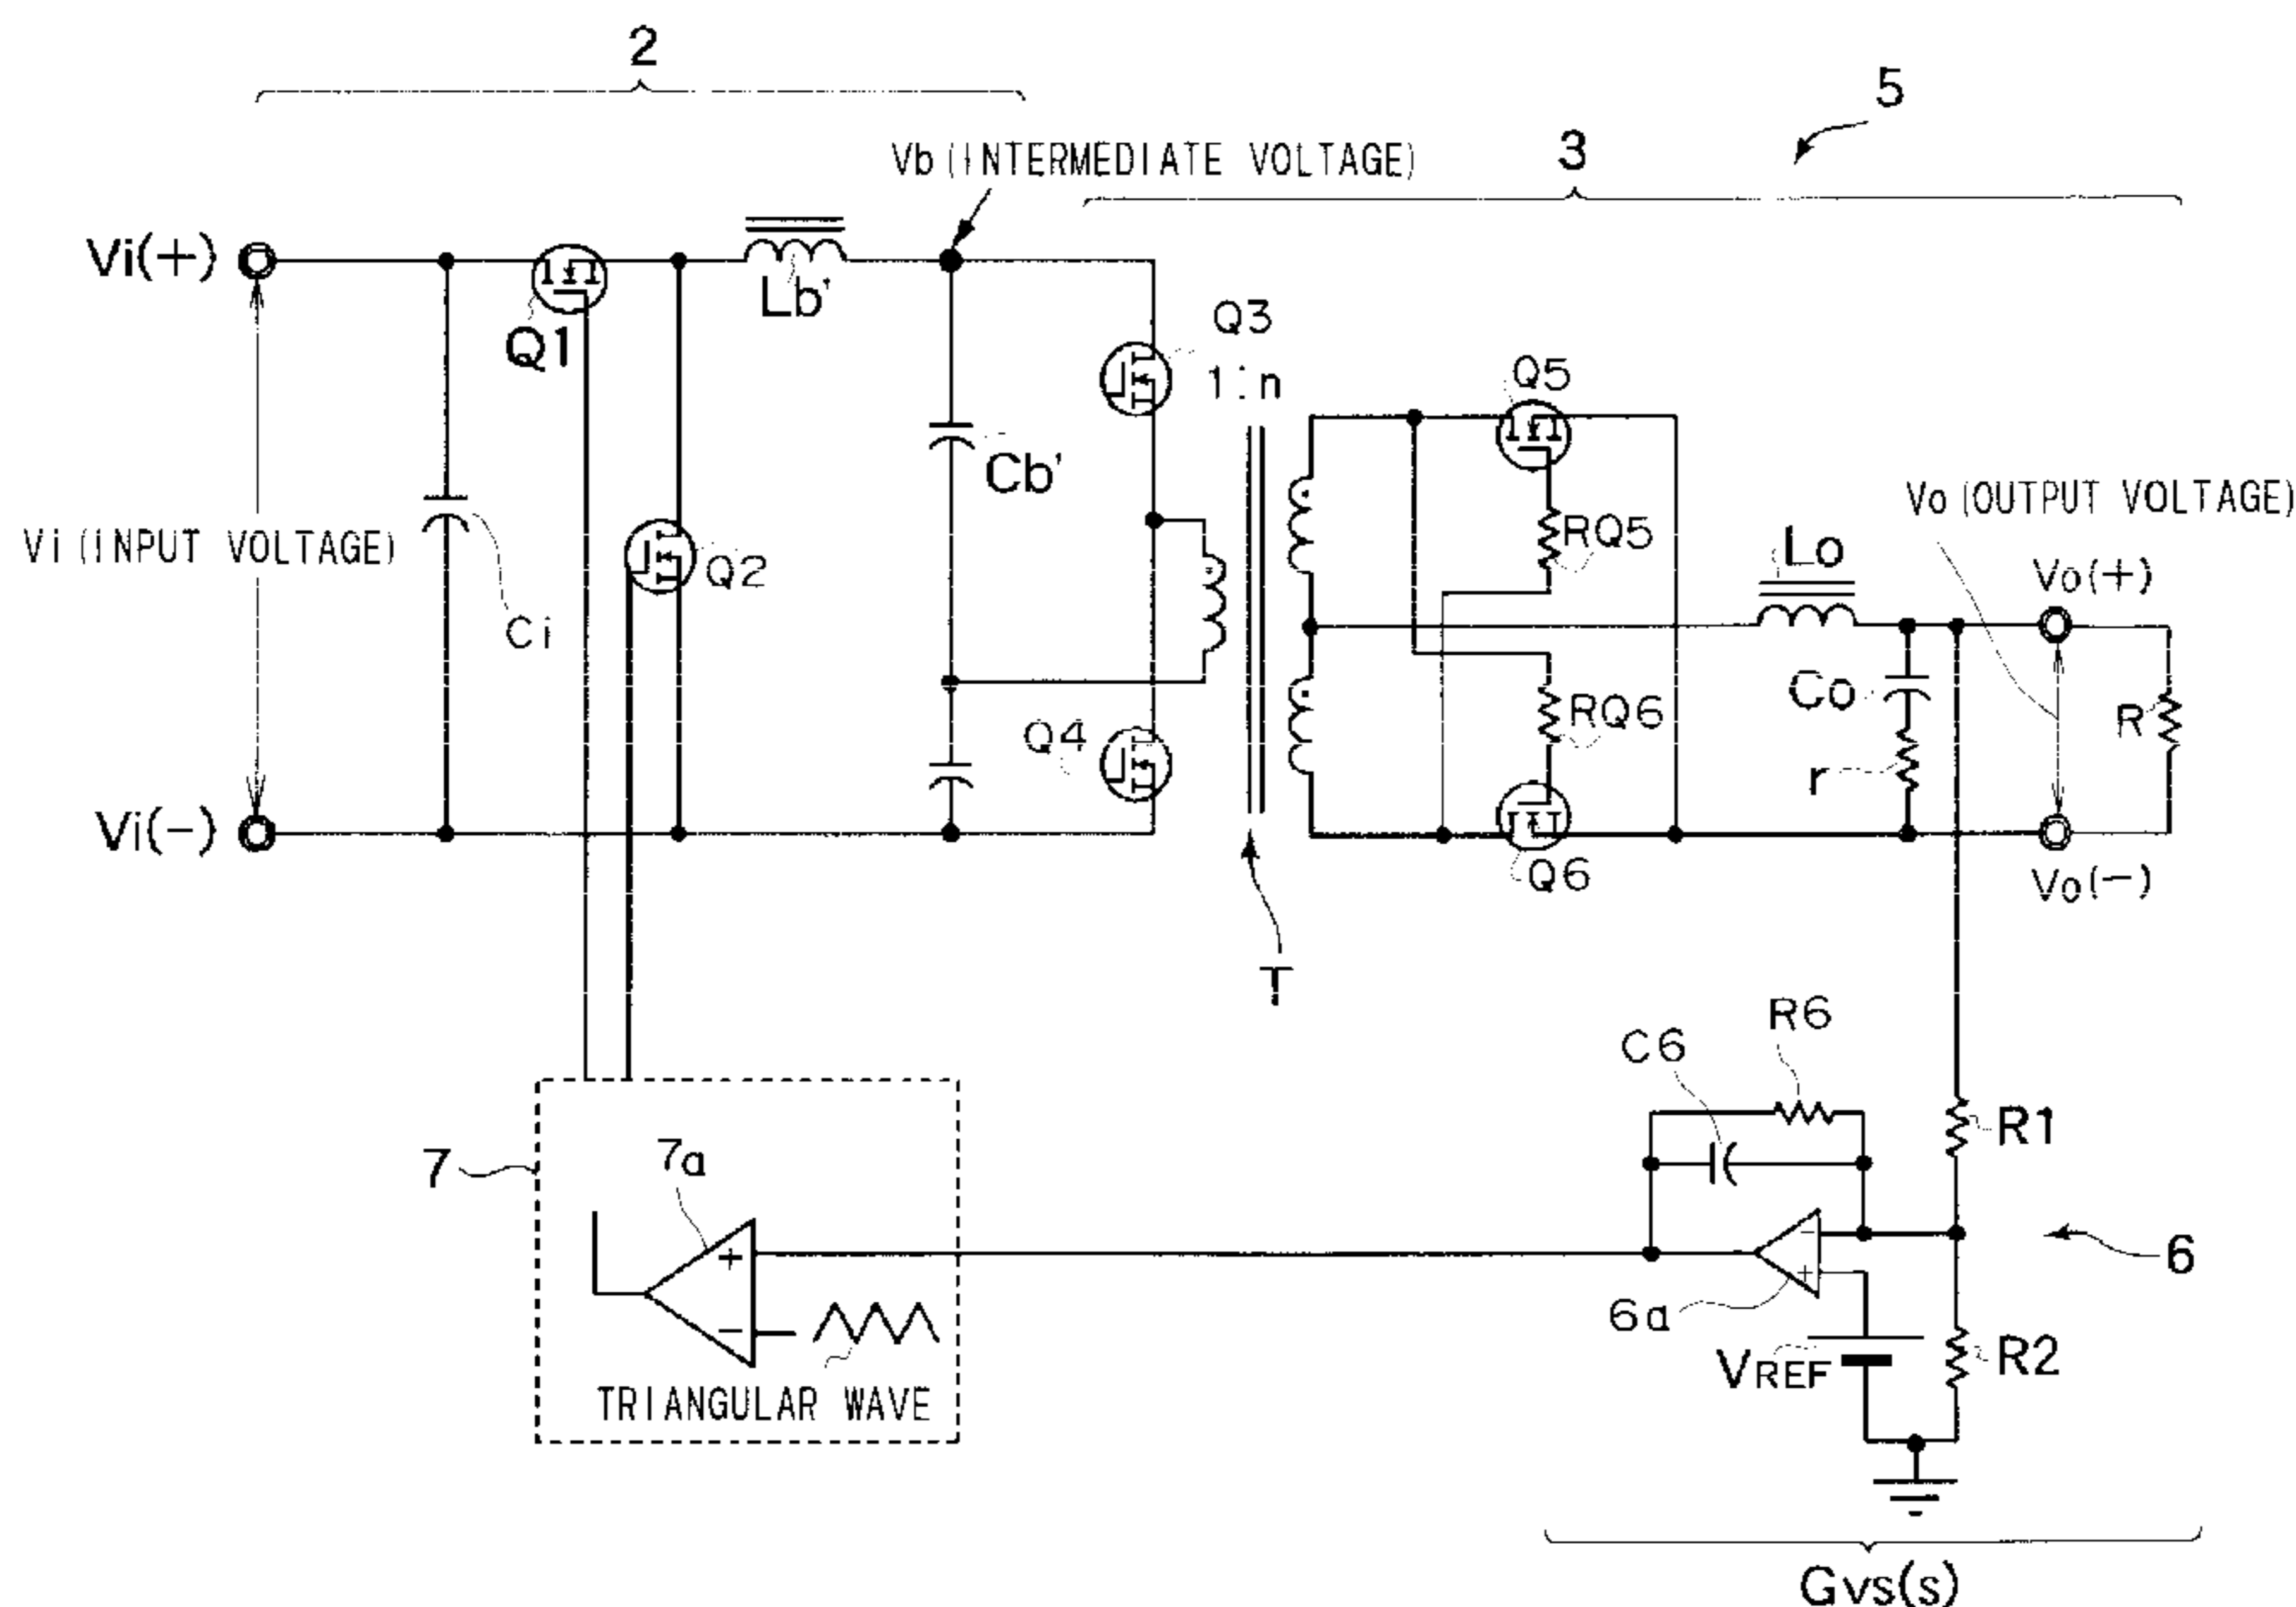 2
5
Vb (INTERMEDIATE VOLTAGE)
3
Vi(+)
Q1
Lb'
Q3
1:n
Q5
Cb'
RQ5
Vi (INPUT VOLTAGE)
Ci
Q2
Vo (OUTPUT VOLTAGE)
Lo
Vo(+)
Co
r
R
RQ6
Q4
Vi(-)
Q6
Vo(-)
T
R6
C6
R1
7
7a
+
-
TRIANGULAR WAVE
-
+
6
6a
VREF
R2
Gvs(s)